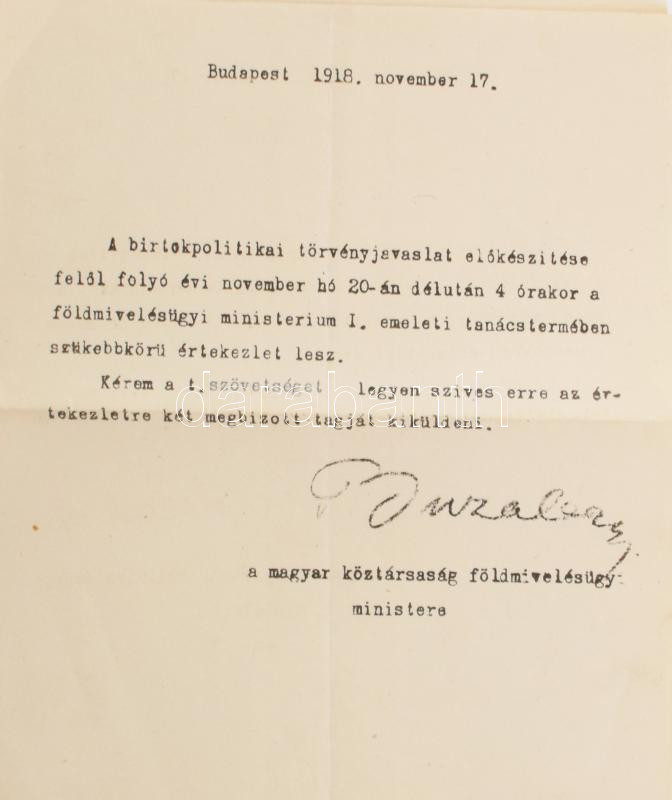 Budapest 1918. november 17.
A birtokpolitikai törvényjavaslat előkészitése
felől folyó évi november hó 20-án délután 4 órakor a
földmivelésügyi ministerium I. emeleti tanácstermében
szűkebbkörü értekezlet lesz.
Kérem a t. szövetséget legyen szives erre az ér-
tekezletre két megbizott tagját kiküldeni.
Buzabarna
a magyar köztársaság földmivelésügyi
ministere
darabanth